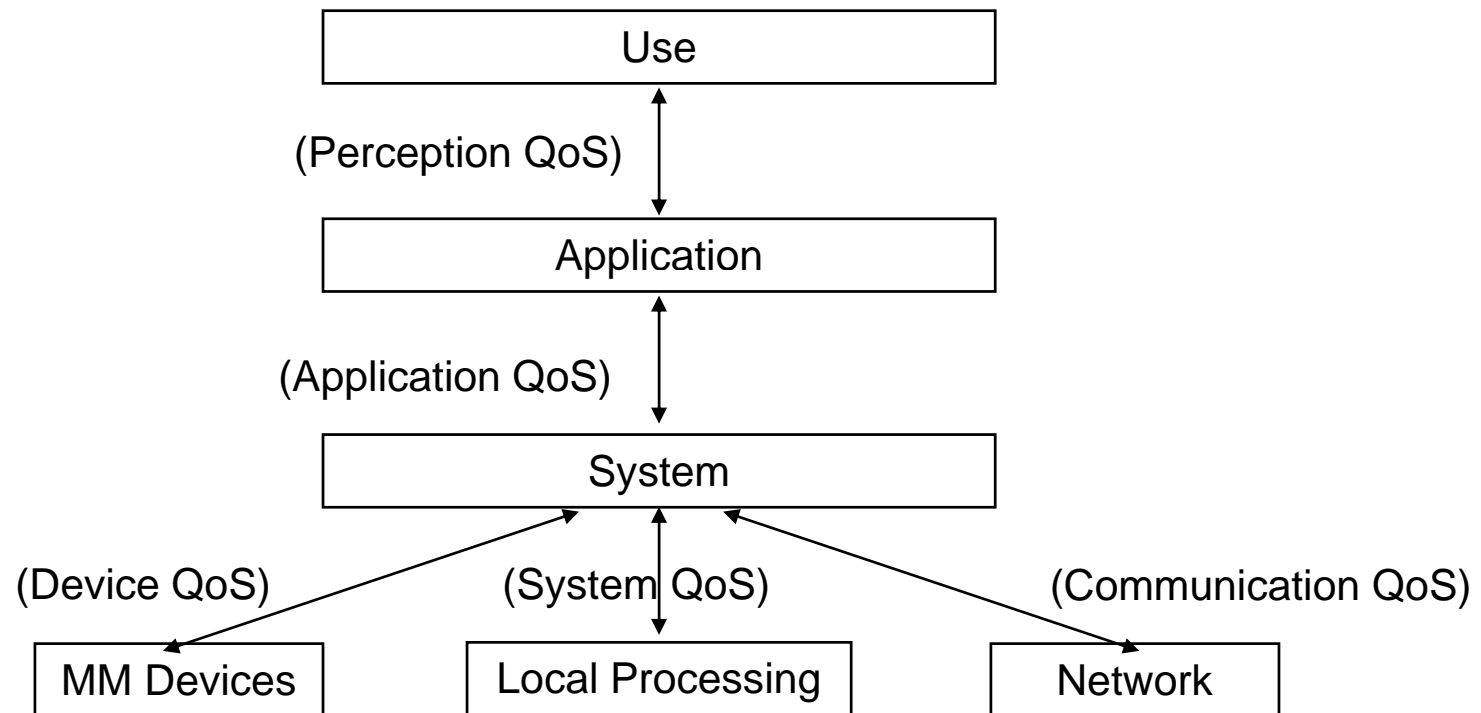 Use
(Perception QoS)
Application
(Application QoS)
System
(Device QoS)
(System QoS)
(Communication QoS)
MM Devices
Local Processing
Network